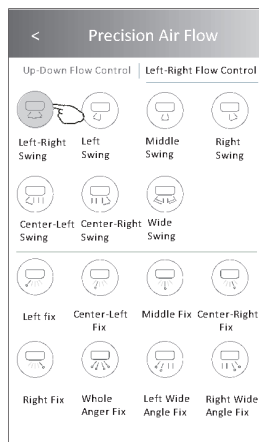 < Precision Air Flow
Up-Down Flow Control | Left-Right Flow Control
Left-Right Left Middle Right
Swing Swing Swing Swing
Center-Left Center-Right Wide
Swing Swing Swing
Left fix Center-Left Middle Fix Center-Right
Fix Fix
Right Fix Whole Left Wide Right Wide
Anger Fix Angle Fix Angle Fix